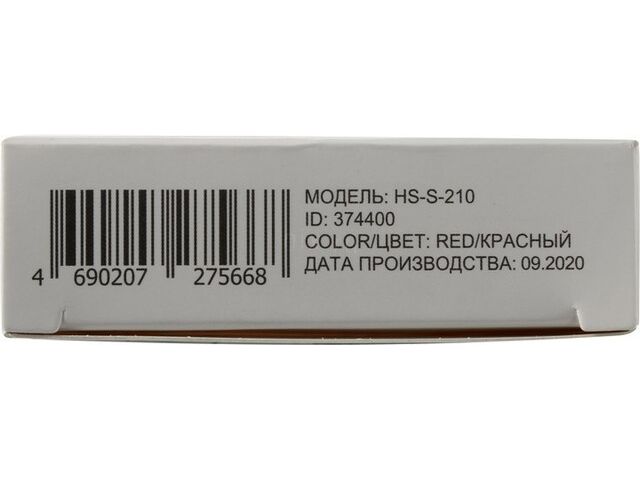 МОДЕЛЬ: HS-S-210
ID: 374400
COLOR/ЦВЕТ: RED/КРАСНЫЙ
ДАТА ПРОИЗВОДСТВА: 09.2020
4 690207 275668